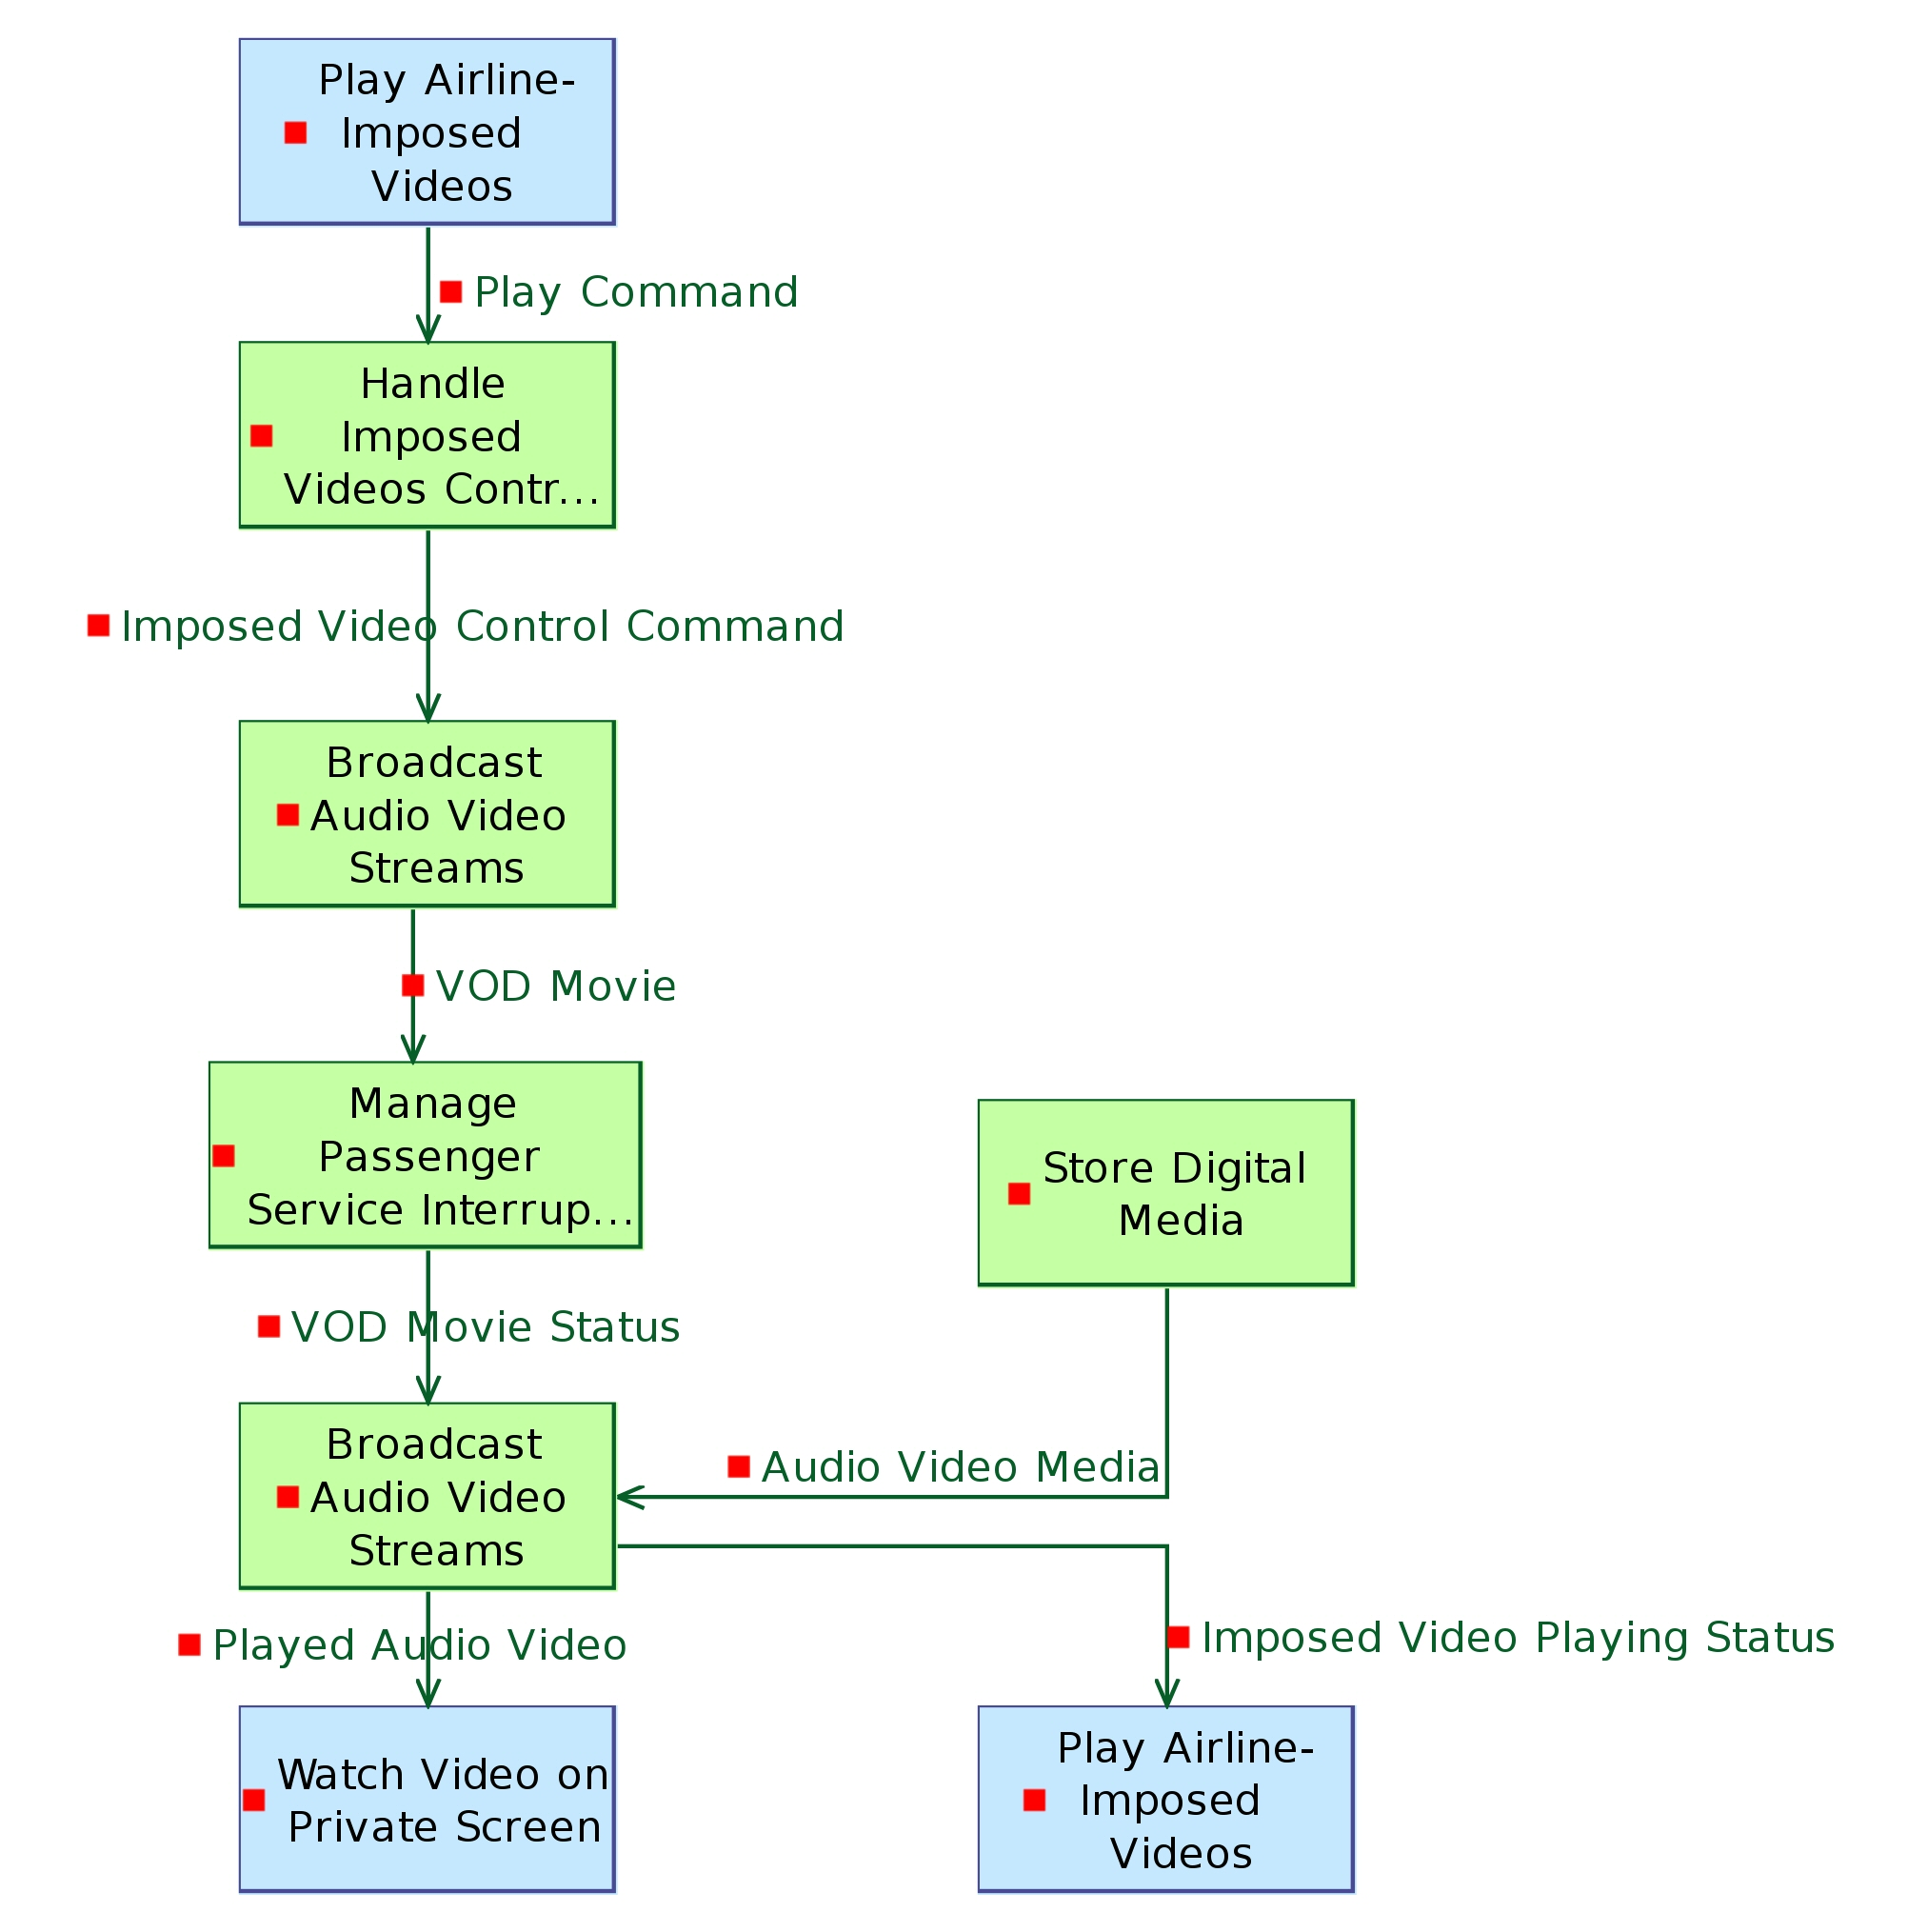 Play Airline-
Imposed
Videos
Play Command
Handle
Imposed
Videos Contr...
Imposed Video Control Command
Broadcast
Audio Video
Streams
VOD Movie
Manage
Passenger
Service Interrup...
Store Digital
Media
VOD Movie Status
Broadcast
Audio Video
Streams
Audio Video Media
Played Audio Video
Imposed Video Playing Status
Watch Video on
Private Screen
Play Airline-
Imposed
Videos